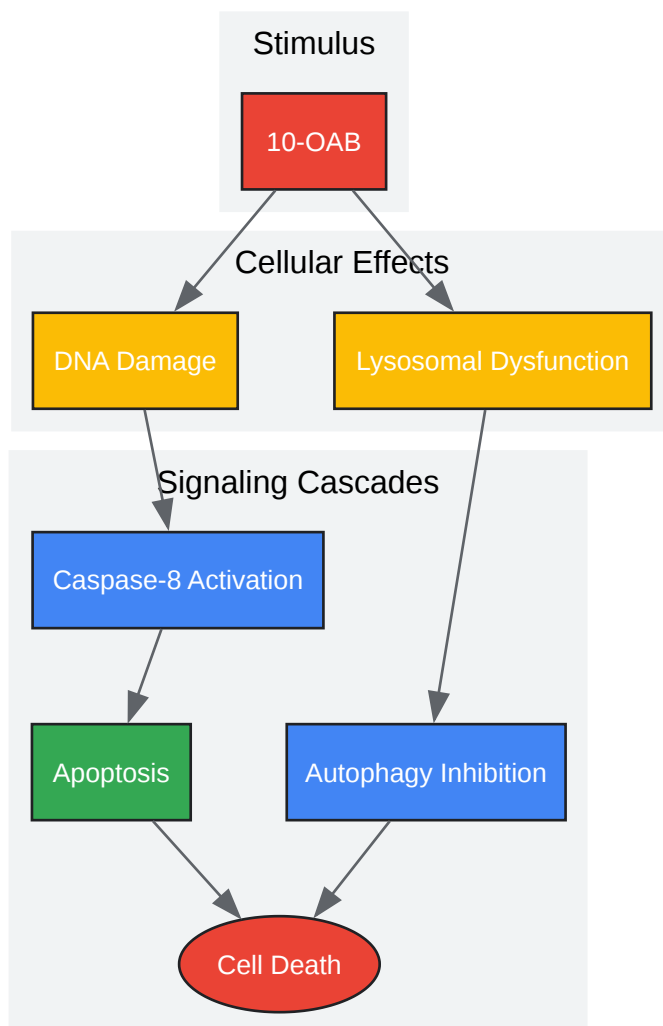 Stimulus
10-OAB
Cellular Effects
DNA Damage
Lysosomal Dysfunction
Signaling Cascades
Caspase-8 Activation
Apoptosis
Autophagy Inhibition
Cell Death